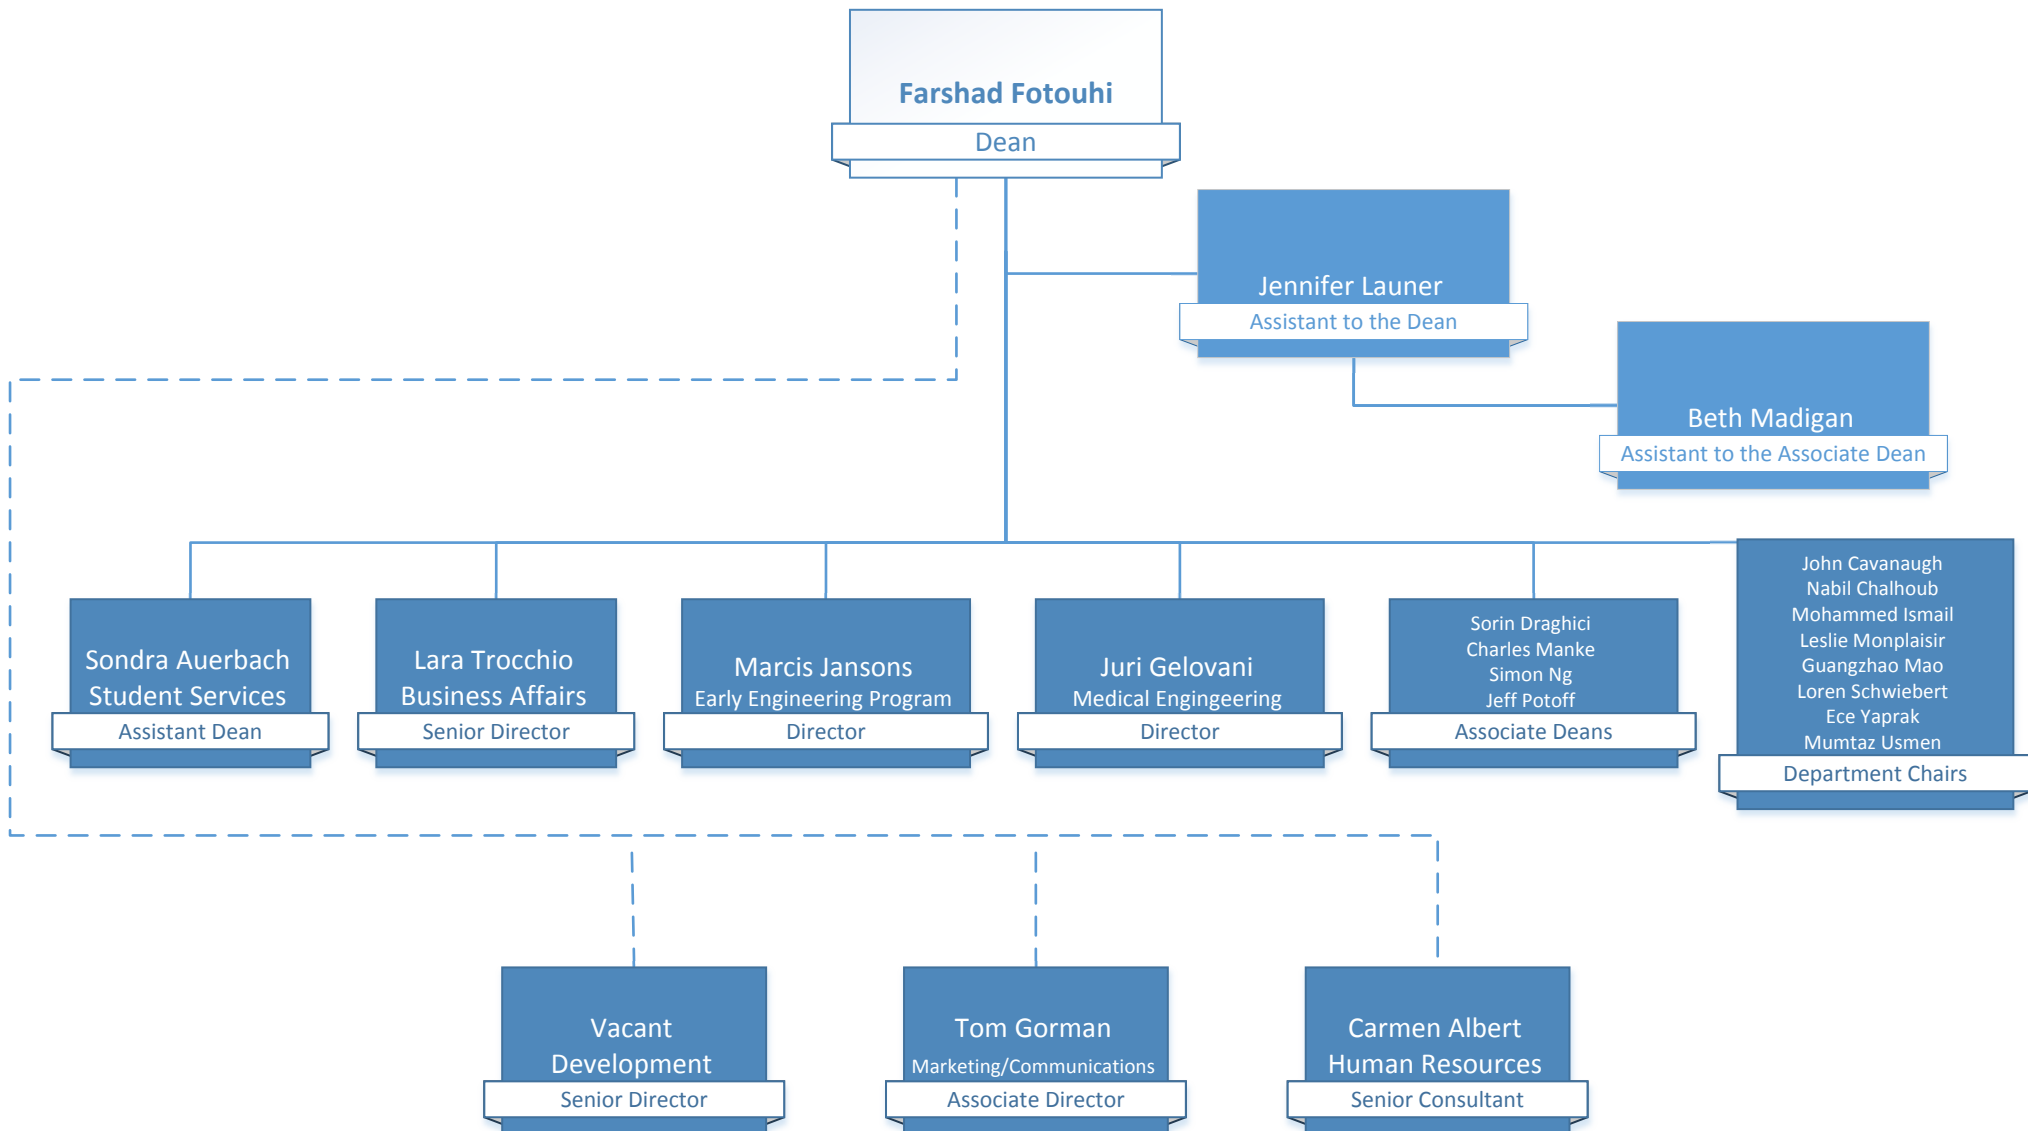 Farshad Fotouhi
Dean
Jennifer Launer
Assistant to the Dean
Beth Madigan
Assistant to the Associate Dean
Sondra Auerbach
Student Services
Assistant Dean
Lara Trocchio
Business Affairs
Senior Director
Marcis Jansons
Early Engineering Program
Director
Juri Gelovani
Medical Engingeering
Director
Sorin Draghici
Charles Manke
Simon Ng
Jeff Potoff
Associate Deans
John Cavanaugh
Nabil Chalhoub
Mohammed Ismail
Leslie Monplaisir
Guangzhao Mao
Loren Schwiebert
Ece Yaprak
Mumtaz Usmen
Department Chairs
Vacant
Development
Senior Director
Tom Gorman
Marketing/Communications
Associate Director
Carmen Albert
Human Resources
Senior Consultant